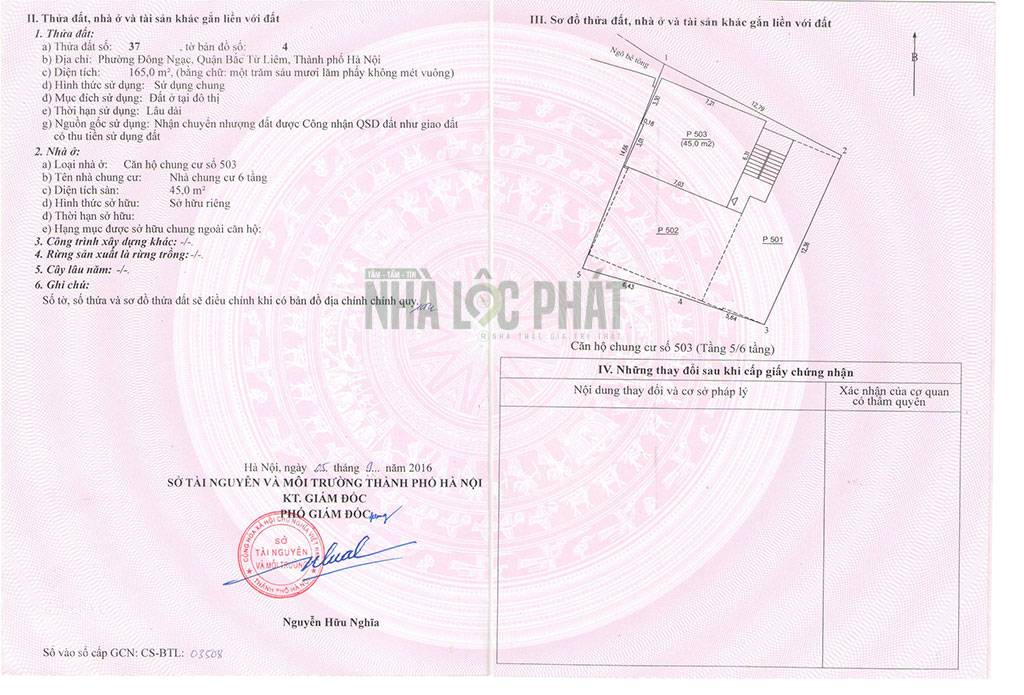 II. Thửa đất, nhà ở và tài sản khác gắn liền với đất
1. Thửa đất:
a) Thửa đất số: 37 , tờ bản đồ số: 4
b) Địa chỉ: Phường Đông Ngạc, Quận Bắc Từ Liêm, Thành phố Hà Nội
c) Diện tích: 165,0 m², (bằng chữ: một trăm sáu mươi lăm phẩy không mét vuông)
d) Hình thức sử dụng: Sử dụng chung
đ) Mục đích sử dụng: Đất ở tại đô thị
e) Thời hạn sử dụng: Lâu dài
g) Nguồn gốc sử dụng: Nhận chuyển nhượng đất được Công nhận QSD đất như giao đất
có thu tiền sử dụng đất
2. Nhà ở:
a) Loại nhà ở: Căn hộ chung cư số 503
b) Tên nhà chung cư: Nhà chung cư 6 tầng
c) Diện tích sàn: 45,0 m²
d) Hình thức sở hữu: Sở hữu riêng
đ) Thời hạn sở hữu:
e) Hạng mục được sở hữu chung ngoài căn hộ:
3. Công trình xây dựng khác: -/-.
4. Rừng sản xuất là rừng trồng: -/-.
5. Cây lâu năm: -/-.
6. Ghi chú:
Số tờ, số thửa và sơ đồ thửa đất sẽ điều chỉnh khi có bản đồ địa chính chính quy.
Hà Nội, ngày 05 tháng 9 năm 2016
SỞ TÀI NGUYÊN VÀ MÔI TRƯỜNG THÀNH PHỐ HÀ NỘI
KT. GIÁM ĐỐC
PHÓ GIÁM ĐỐC
CỘNG HÒA XÃ HỘI CHỦ NGHĨA VIỆT NAM
SỞ
TÀI NGUYÊN
VÀ MÔI TRƯỜNG
THÀNH PHỐ HÀ NỘI
Nguyễn Hữu Nghĩa
Số vào sổ cấp GCN: CS-BTL: 03508
TÂM - TẤM - TÍN
NHÀ LỘC PHÁT
III. Sơ đồ thửa đất, nhà ở và tài sản khác gắn liền với đất
B
Ngõ bê tông
1
12,79
2
3,30
7,21
0,18
3,01
14,86
P 503
(45,0 m2)
6,11
7,03
P 502
P 501
12,36
5
6,43
4
5,64
3
Căn hộ chung cư số 503 (Tầng 5/6 tầng)
IV. Những thay đổi sau khi cấp giấy chứng nhận
Nội dung thay đổi và cơ sở pháp lý
Xác nhận của cơ quan
có thẩm quyền